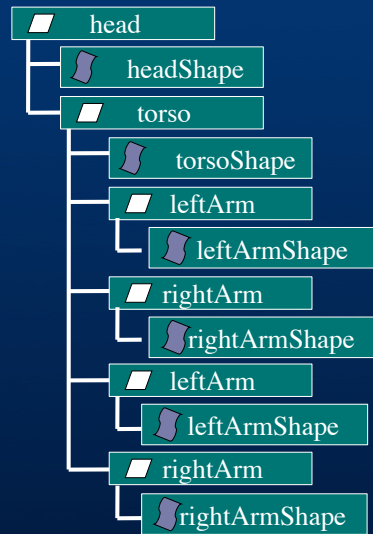 head
headShape
torso
torsoShape
leftArm
leftArmShape
rightArm
rightArmShape
leftArm
leftArmShape
rightArm
rightArmShape